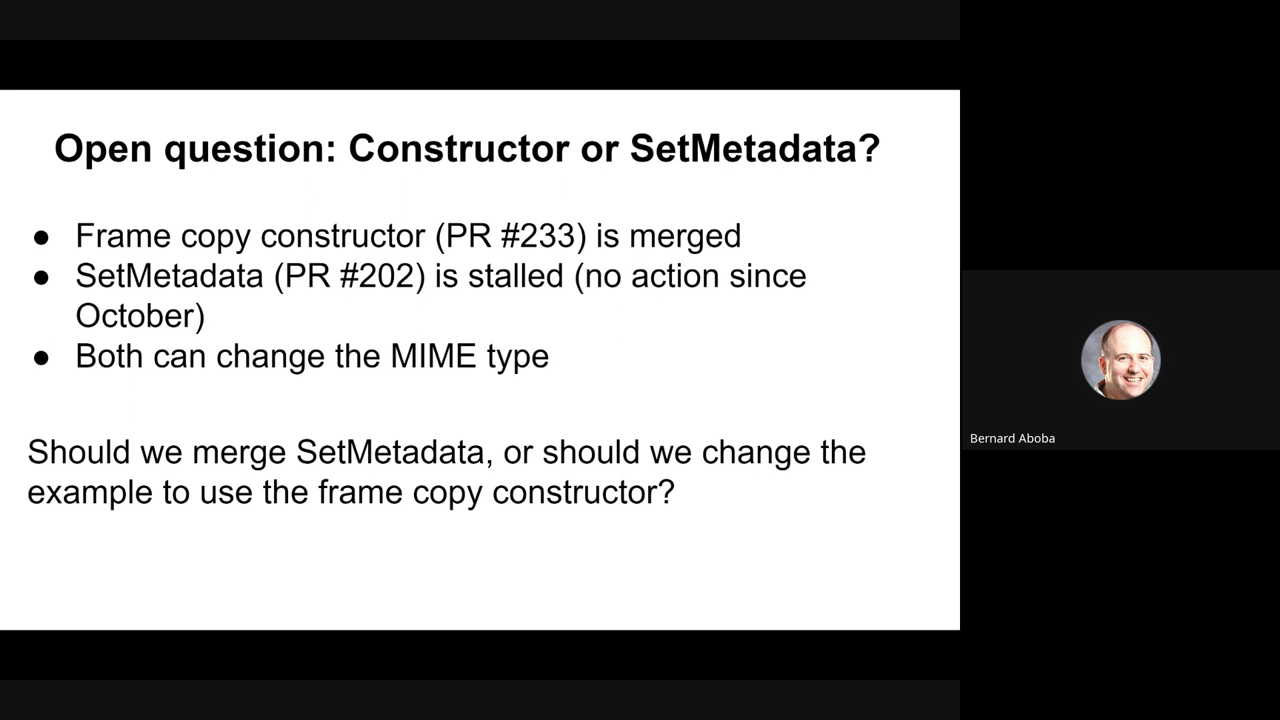 Open question: Constructor or SetMetadata?
● Frame copy constructor (PR #233) is merged
● SetMetadata (PR #202) is stalled (no action since
October)
● Both can change the MIME type
Should we merge SetMetadata, or should we change the
example to use the frame copy constructor?
Bernard Aboba